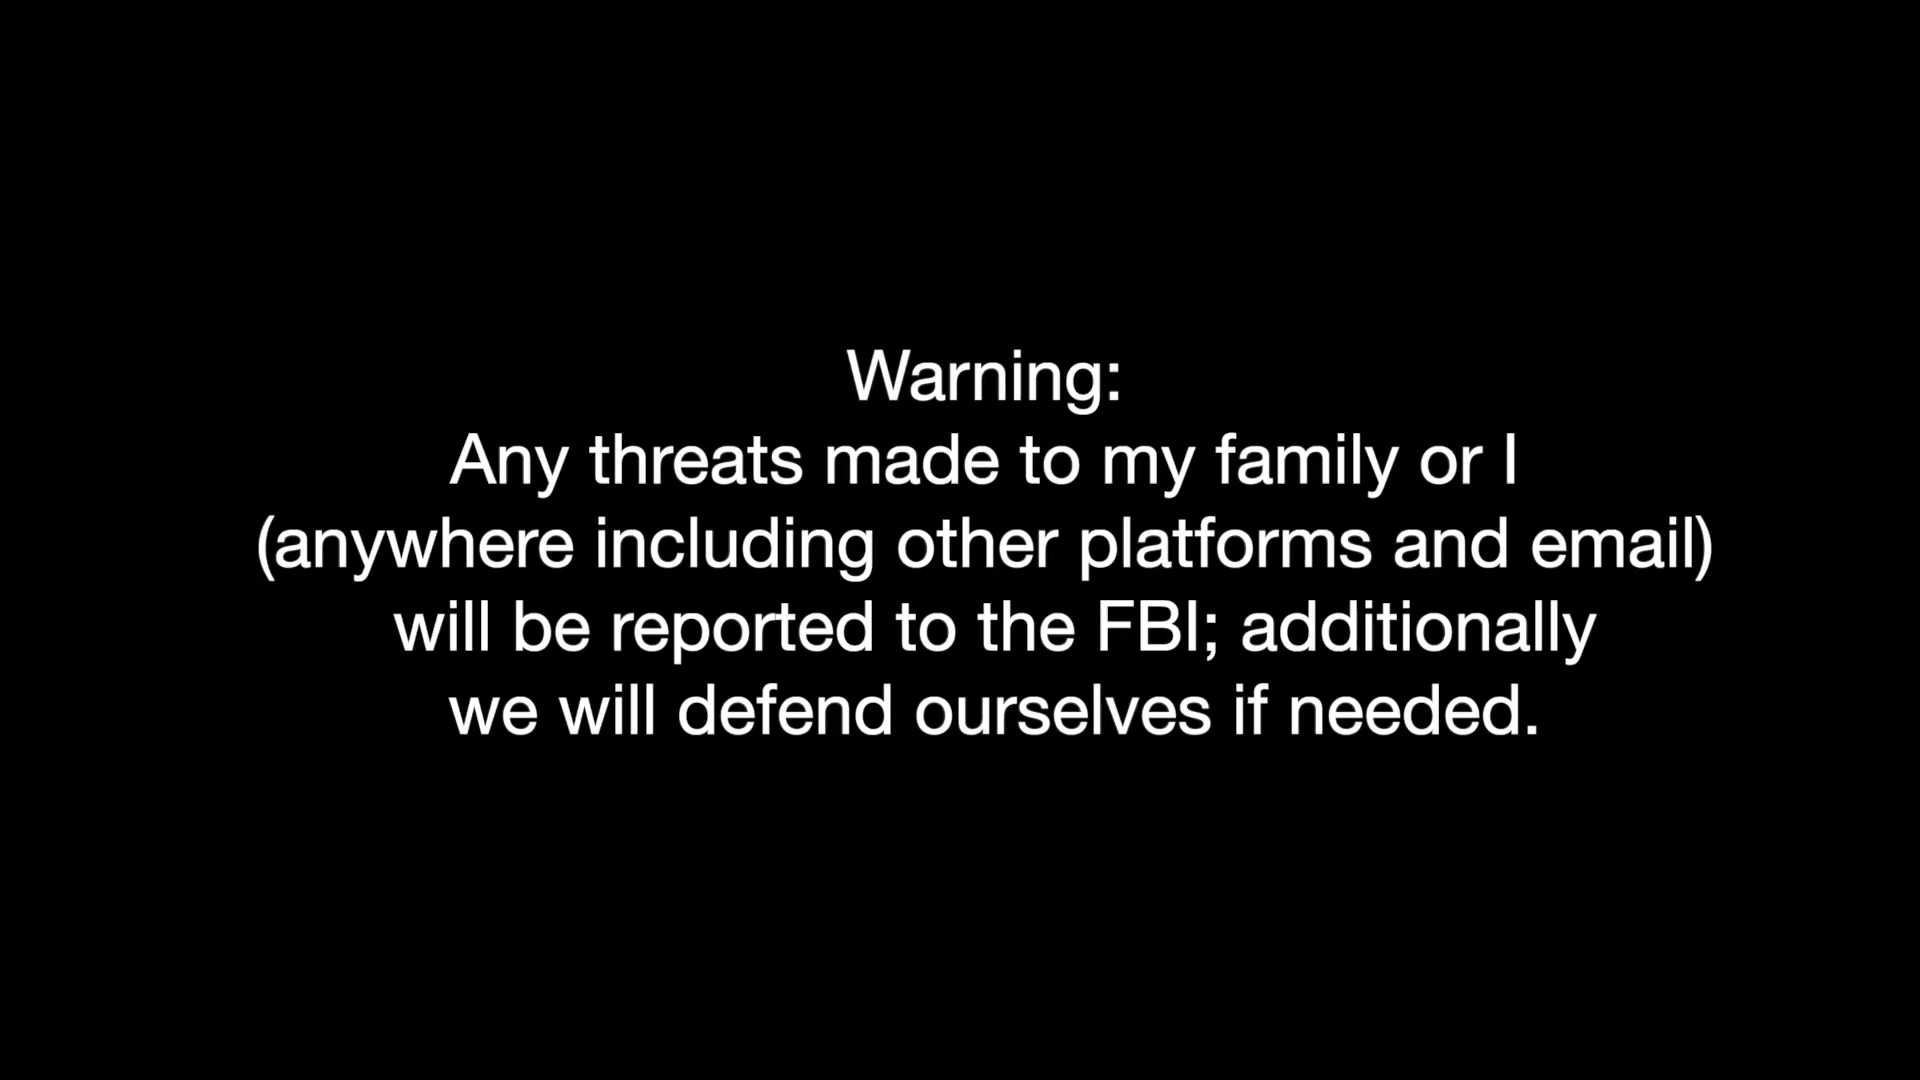 Warning:
Any threats made to my family or I
(anywhere including other platforms and email)
will be reported to the FBI; additionally
we will defend ourselves if needed.